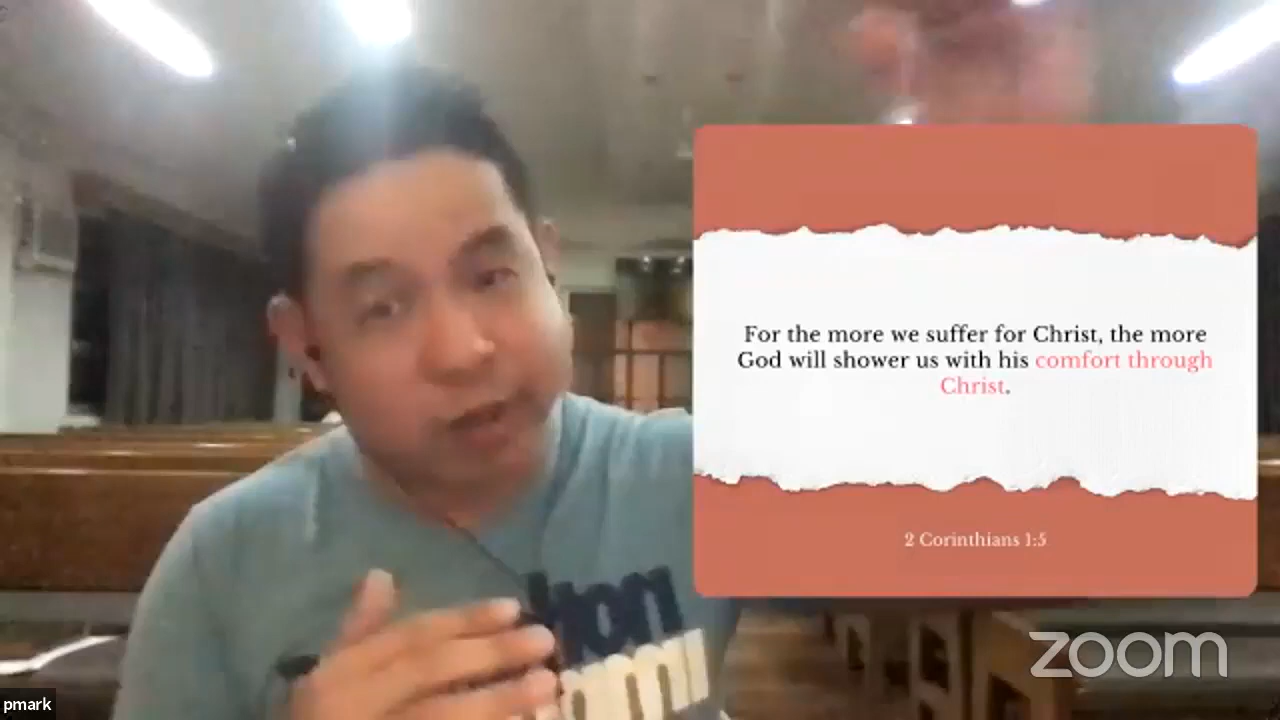 For the more we suffer for Christ, the more
God will shower us with his comfort through
Christ.
2 Corinthians 1:5
zoom
pmark